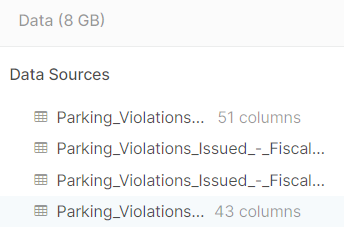 Data (8 GB)
Data Sources
Parking_Violations... 51 columns
Parking_Violations_Issued_-_Fiscal...
Parking_Violations_Issued_-_Fiscal...
Parking_Violations... 43 columns